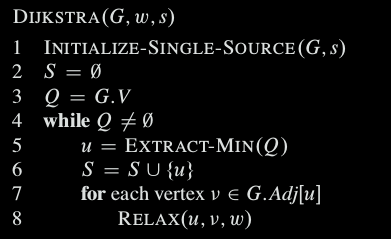 DIJKSTRA(G, w, s)
1 INITIALIZE-SINGLE-SOURCE(G, s)
2 S = ∅
3 Q = G.V
4 while Q ≠ ∅
5 u = EXTRACT-MIN(Q)
6 S = S ∪ {u}
7 for each vertex v ∈ G.Adj[u]
8 RELAX(u, v, w)